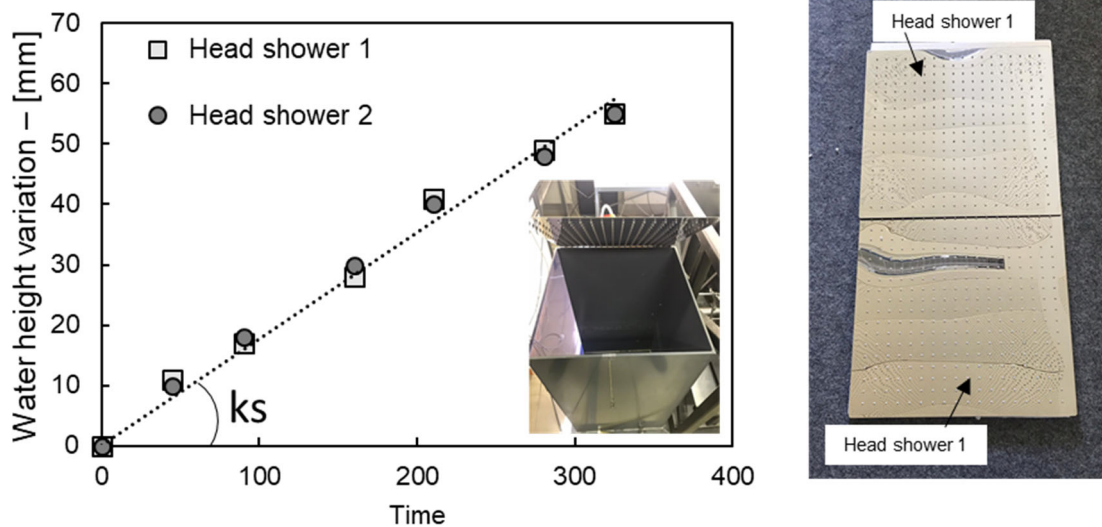 Water height variation – [mm]
70
60
50
40
30
20
10
0
Head shower 1
Head shower 2
ks
0
100
200
300
400
Time
Head shower 1
Head shower 1